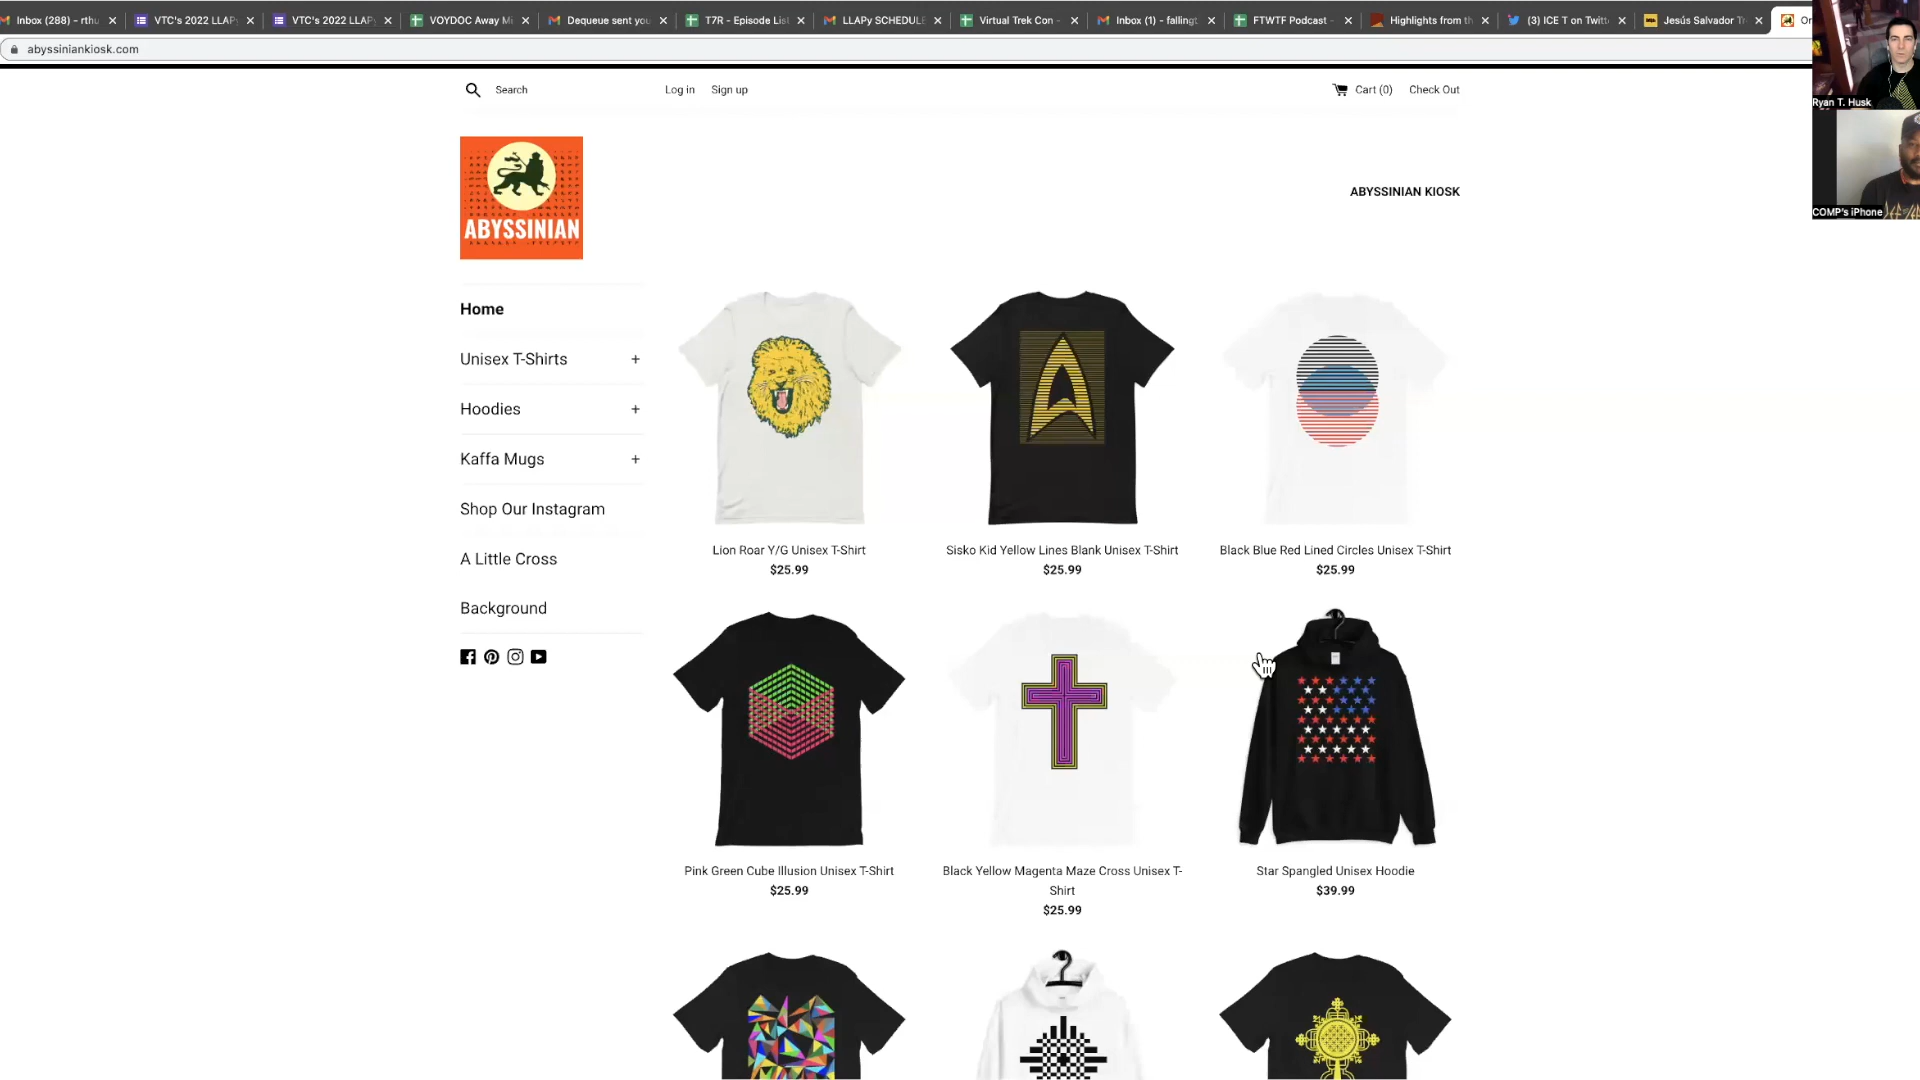 Inbox (288) - rthu
VTC's 2022 LLAP
VTC's 2022 LLAP
VOYDOC Away Mi
Dequeue sent you
T7R - Episode List
LLAPy SCHEDULE
Virtual Trek Con -
Inbox (1) - fallingt
FTWTF Podcast -
Highlights from th
(3) ICE T on Twitt
Jesús Salvador Tr
abyssiniankiosk.com
Ryan T. Husk
COMP's iPhone
Search
Log in
Sign up
Cart (0)
Check Out
ABYSSINIAN
ABYSSINIAN KIOSK
Home
Unisex T-Shirts +
Hoodies +
Kaffa Mugs +
Shop Our Instagram
A Little Cross
Background
Lion Roar Y/G Unisex T-Shirt
$25.99
Sisko Kid Yellow Lines Blank Unisex T-Shirt
$25.99
Black Blue Red Lined Circles Unisex T-Shirt
$25.99
Pink Green Cube Illusion Unisex T-Shirt
$25.99
Black Yellow Magenta Maze Cross Unisex T-
Shirt
$25.99
Star Spangled Unisex Hoodie
$39.99